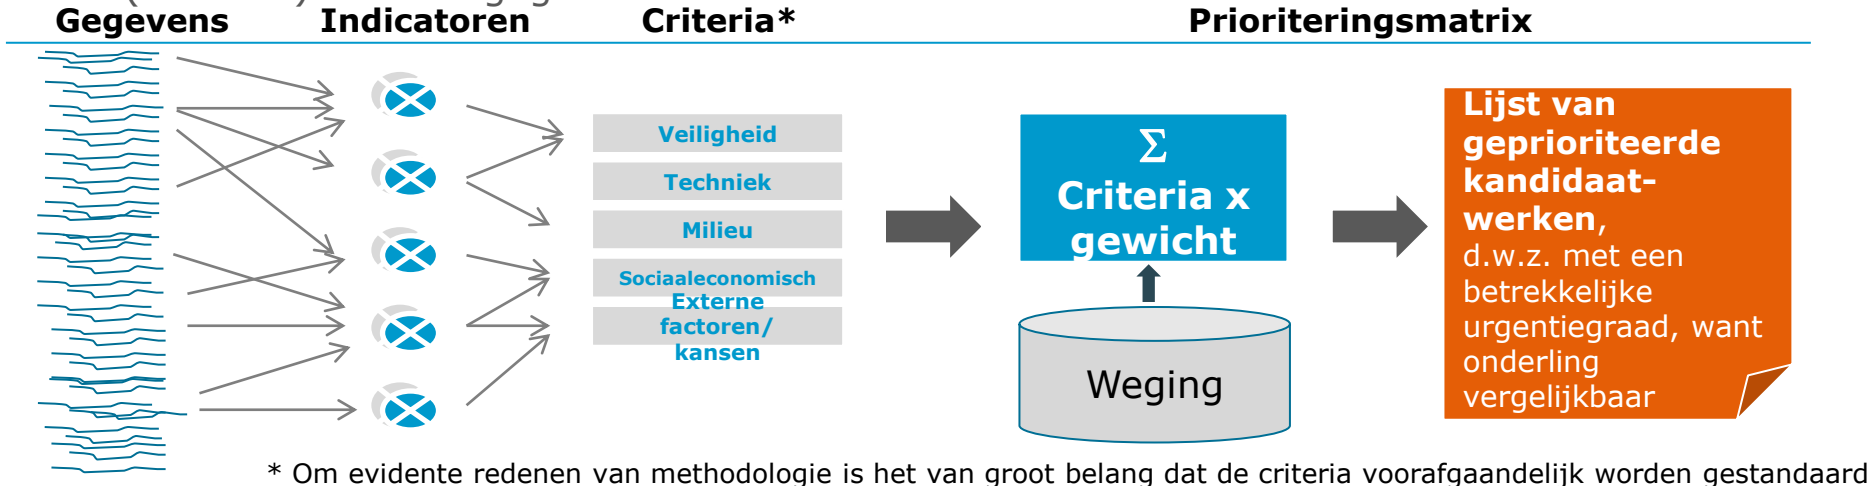 Gegevens Indicatoren Criteria* Prioriteringsmatrix
Veiligheid
Techniek
Milieu
Sociaaleconomisch
Externe
factoren/
kansen
Σ
Criteria x
gewicht
Weging
Lijst van
geprioriteerde
kandidaat-
werken,
d.w.z. met een
betrekkelijke
urgentiegraad, want
onderling
vergelijkbaar
* Om evidente redenen van methodologie is het van groot belang dat de criteria voorafgaandelijk worden gestandaard